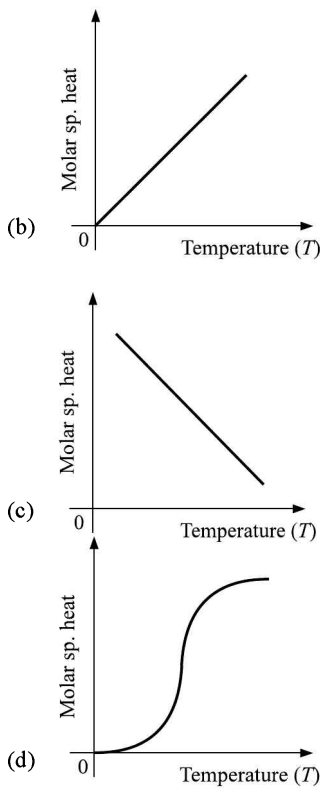 Molar sp. heat
(b)
0
Temperature (T)
Molar sp. heat
(c)
0
Temperature (T)
Molar sp. heat
(d)
0
Temperature (T)